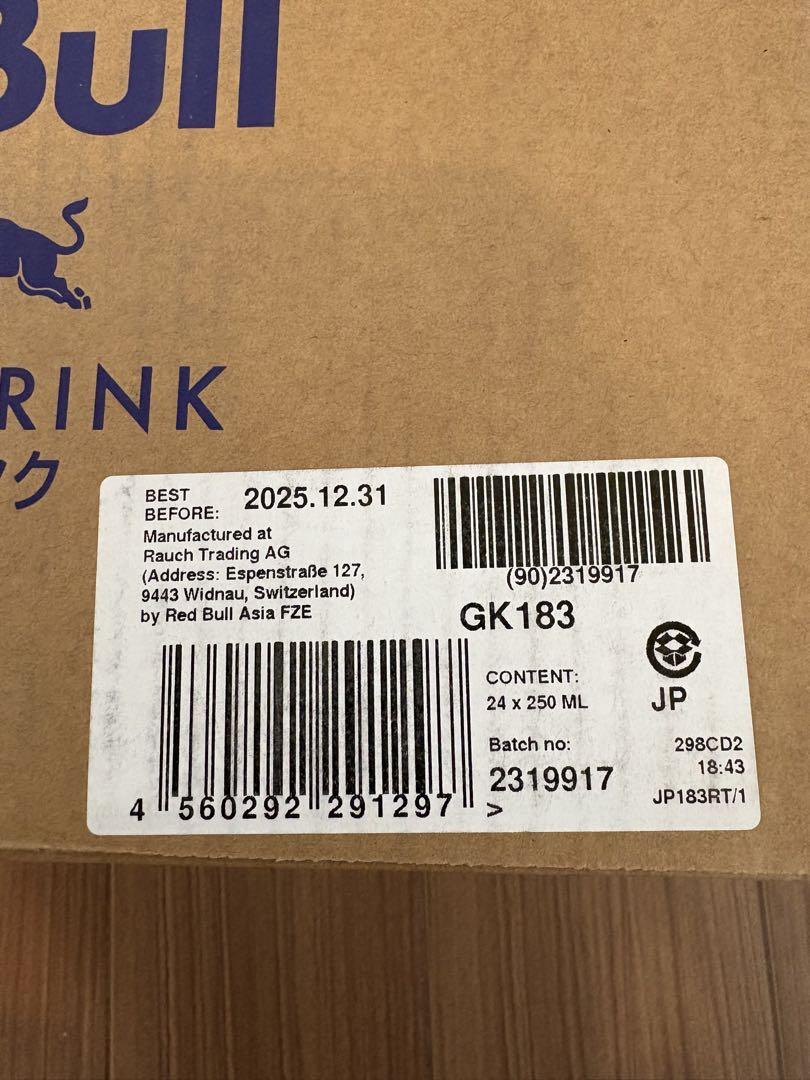 Bull
RINK
ク
BEST
BEFORE: 2025.12.31
Manufactured at
Rauch Trading AG
(Address: Espenstraße 127,
9443 Widnau, Switzerland)
by Red Bull Asia FZE
(90)2319917
GK183
CONTENT:
24 x 250 ML
JP
Batch no:
2319917
298CD2
18:43
JP183RT/1
4 560292 291297 >